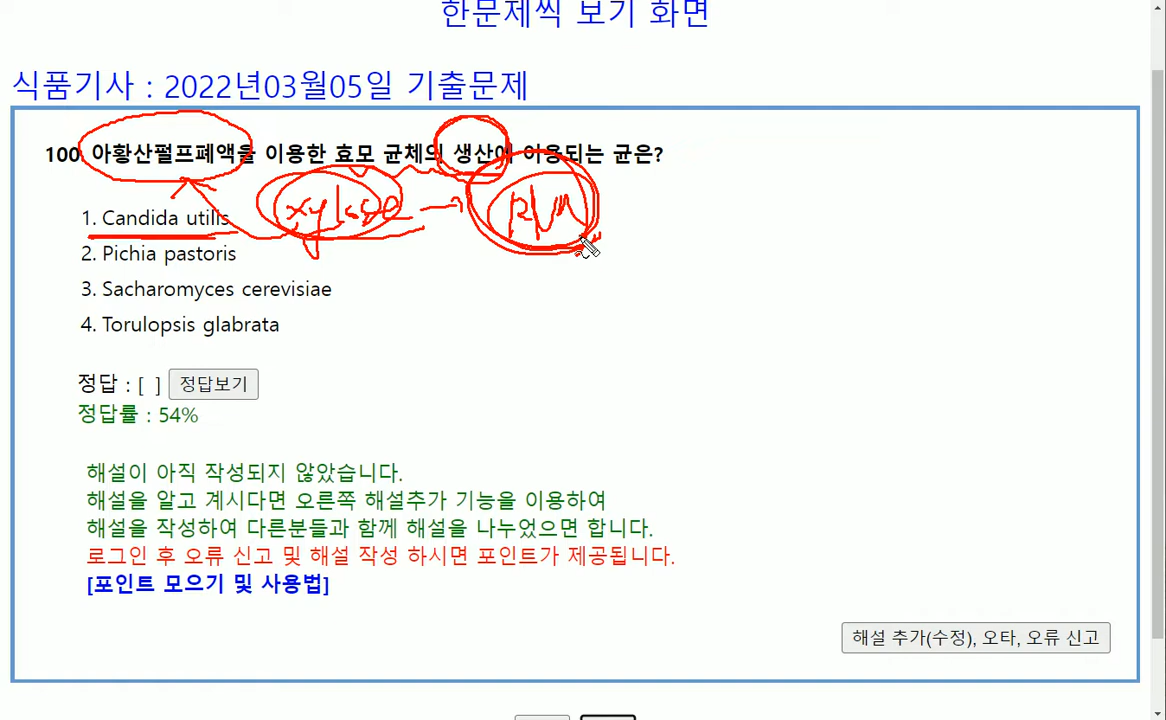 한문제씩 보기 화면
식품기사 : 2022년03월05일 기출문제
100. 아황산펄프폐액을 이용한 효모 균체의 생산에 이용되는 균은?
xylose → RNA
1. Candida utilis
2. Pichia pastoris
3. Sacharomyces cerevisiae
4. Torulopsis glabrata
정답 : [ ] 정답보기
정답률 : 54%
해설이 아직 작성되지 않았습니다.
해설을 알고 계시다면 오른쪽 해설추가 기능을 이용하여
해설을 작성하여 다른분들과 함께 해설을 나누었으면 합니다.
로그인 후 오류 신고 및 해설 작성 하시면 포인트가 제공됩니다.
[포인트 모으기 및 사용법]
해설 추가(수정), 오타, 오류 신고